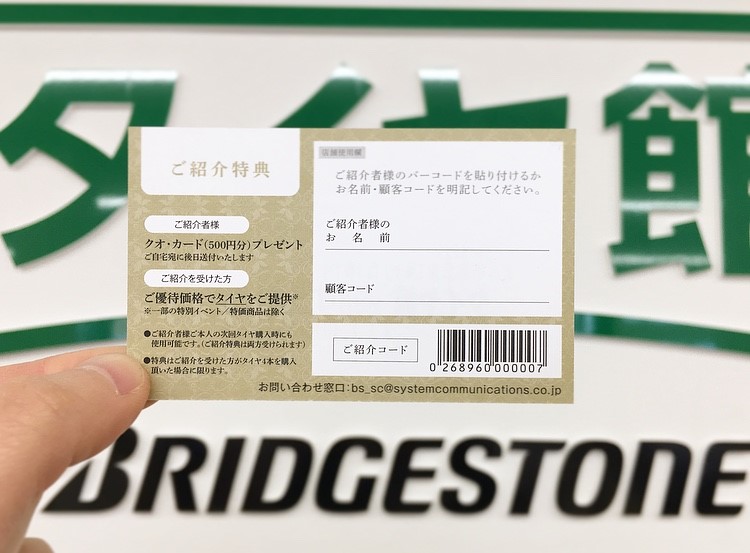 タイヤ館
ご紹介特典
ご紹介者様
クオ・カード(500円分)プレゼント
ご自宅宛に後日送付いたします
ご紹介を受けた方
ご優待価格でタイヤをご提供※
※一部の特別イベント／特価商品は除く
●ご紹介者様ご本人の次回タイヤ購入時にも
使用可能です。(ご紹介特典は両方受けられます)
●特典はご紹介を受けた方がタイヤ4本を購入
頂いた場合に限ります。
店舗使用欄
ご紹介者様のバーコードを貼り付けるか
お名前・顧客コードを明記してください。
ご紹介者様の
お名前
顧客コード
ご紹介コード
0268960000007
お問い合わせ窓口:bs_sc@systemcommunications.co.jp
BRIDGESTONE